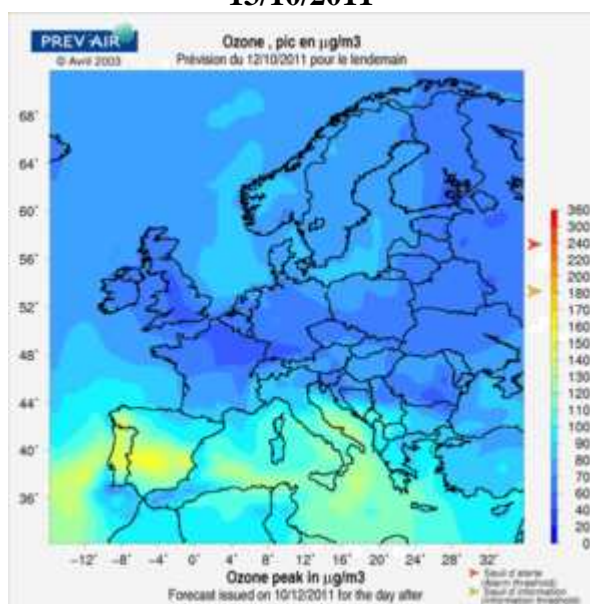 13/10/2011
PREV'AIR
© Avril 2003
Ozone , pic en µg/m3
Prévision du 12/10/2011 pour le lendemain
68°
64°
60°
56°
52°
48°
44°
40°
36°
360
300
240
200
180
170
160
150
140
130
120
110
100
90
80
60
40
20
0
-12° -8° -4° 0° 4° 8° 12° 16° 20° 24° 28° 32°
Ozone peak in µg/m3
Forecast issued on 10/12/2011 for the day after
Seuil d'alerte
(Alarm threshold)
Seuil d'information
(Information threshold)